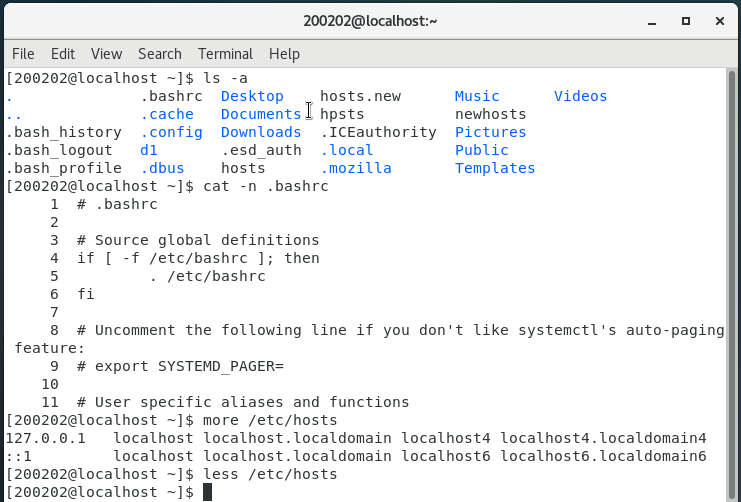 200202@localhost:~
File Edit View Search Terminal Help
[200202@localhost ~]$ ls -a
. .bashrc Desktop hosts.new Music Videos
.. .cache Documents hpsts newhosts
.bash_history .config Downloads .ICEauthority Pictures
.bash_logout d1 .esd_auth .local Public
.bash_profile .dbus hosts .mozilla Templates
[200202@localhost ~]$ cat -n .bashrc
1 # .bashrc
2
3 # Source global definitions
4 if [ -f /etc/bashrc ]; then
5 . /etc/bashrc
6 fi
7
8 # Uncomment the following line if you don't like systemctl's auto-paging
feature:
9 # export SYSTEMD_PAGER=
10
11 # User specific aliases and functions
[200202@localhost ~]$ more /etc/hosts
127.0.0.1 localhost localhost.localdomain localhost4 localhost4.localdomain4
::1 localhost localhost.localdomain localhost6 localhost6.localdomain6
[200202@localhost ~]$ less /etc/hosts
[200202@localhost ~]$